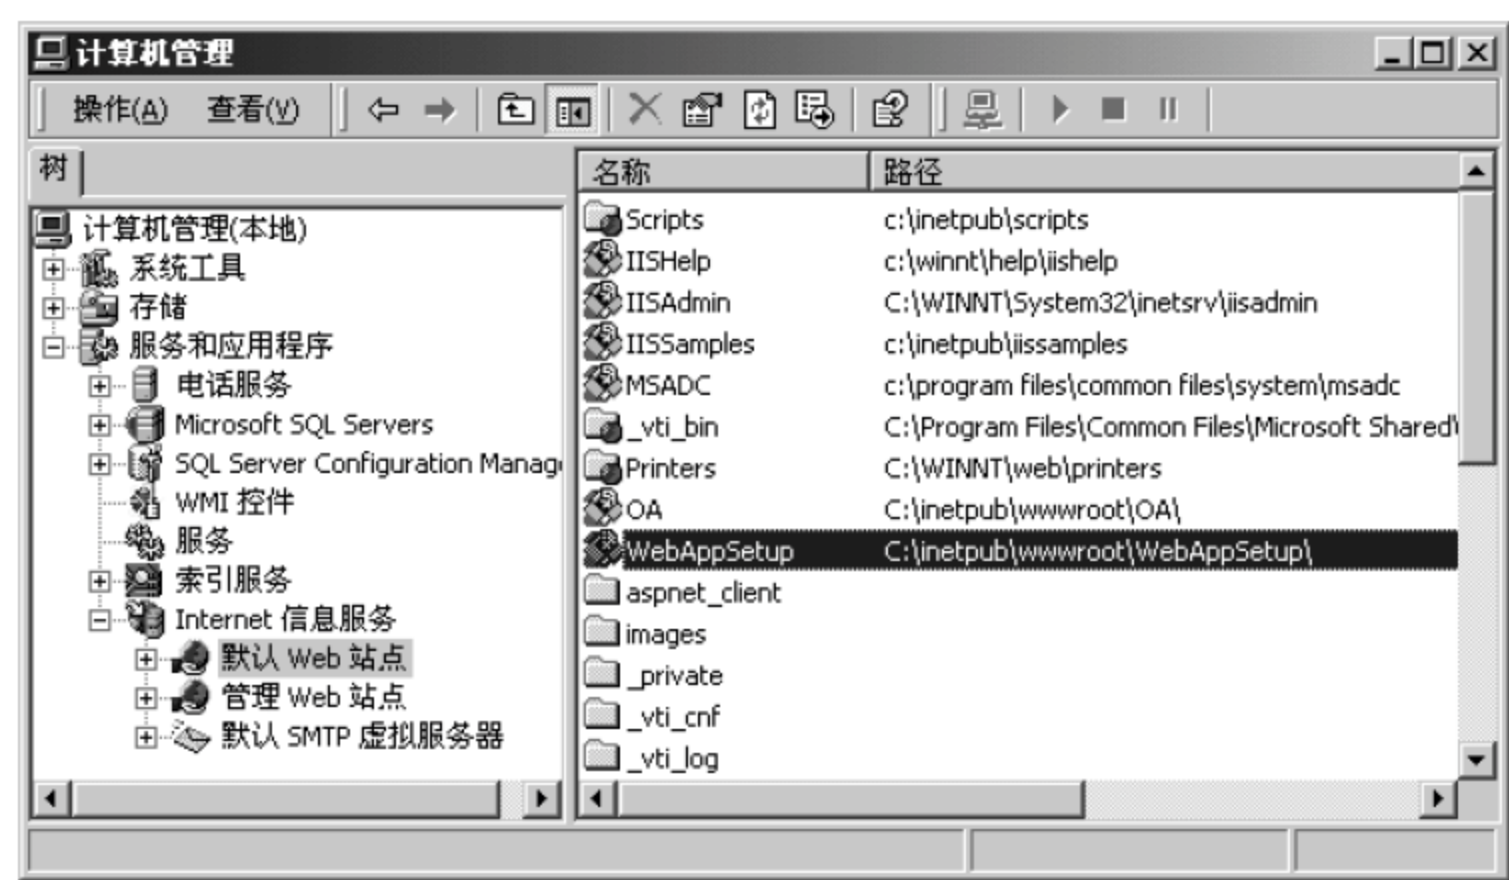 计算机管理
操作(A) 查看(V)
树
计算机管理(本地)
系统工具
存储
服务和应用程序
电话服务
Microsoft SQL Servers
SQL Server Configuration Manag
WMI 控件
服务
索引服务
Internet 信息服务
默认 Web 站点
管理 Web 站点
默认 SMTP 虚拟服务器
名称 路径
Scripts c:\inetpub\scripts
IISHelp c:\winnt\help\iishelp
IISAdmin C:\WINNT\System32\inetsrv\iisadmin
IISSamples c:\inetpub\iissamples
MSADC c:\program files\common files\system\msadc
_vti_bin C:\Program Files\Common Files\Microsoft Shared\
Printers C:\WINNT\web\printers
OA C:\inetpub\wwwroot\OA\
WebAppSetup C:\inetpub\wwwroot\WebAppSetup\
aspnet_client
images
_private
_vti_cnf
_vti_log